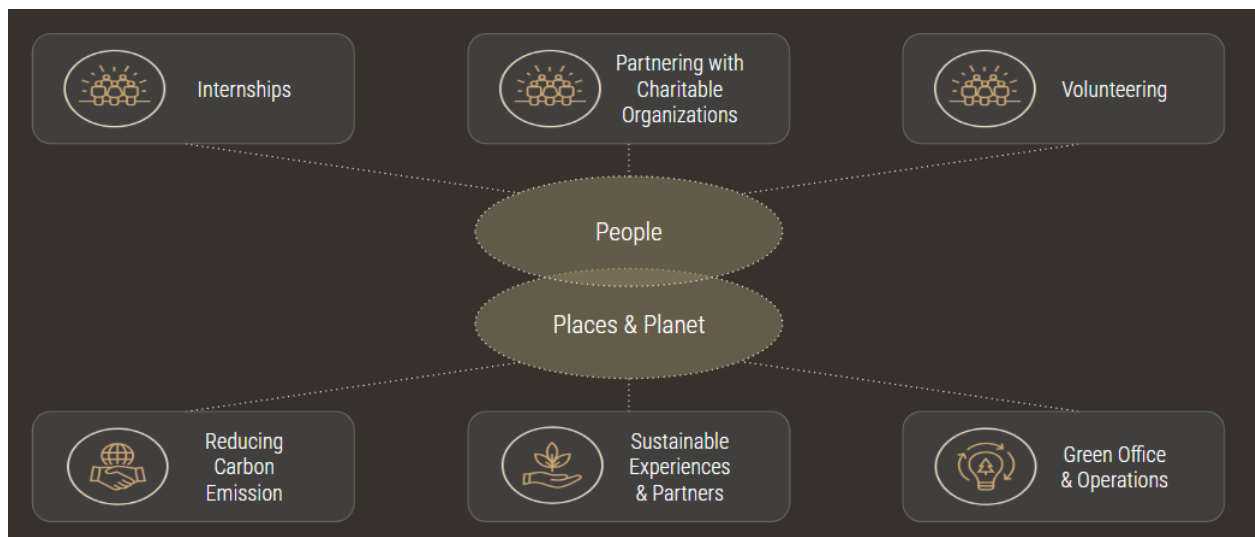 Internships
Partnering with
Charitable
Organizations
Volunteering
People
Places & Planet
Reducing
Carbon
Emission
Sustainable
Experiences
& Partners
Green Office
& Operations